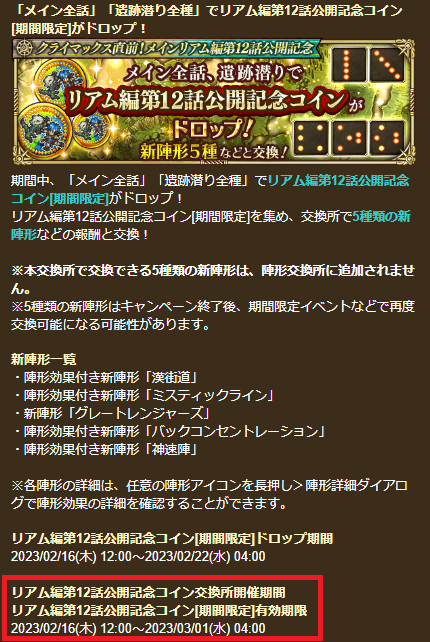 「メイン全話」「遺跡潜り全種」でリアム編第12話公開記念コイン
[期間限定]がドロップ！
クライマックス直前!メインリアム編第12話公開記念
メイン全話、遺跡潜りで
リアム編第12話公開記念コインが
ドロップ!
新陣形5種などと交換!
期間中、「メイン全話」「遺跡潜り全種」でリアム編第12話公開記念
コイン[期間限定]がドロップ！
リアム編第12話公開記念コイン[期間限定]を集め、交換所で5種類の新
陣形などの報酬と交換！
※本交換所で交換できる5種類の新陣形は、陣形交換所に追加されませ
ん。
※5種類の新陣形はキャンペーン終了後、期間限定イベントなどで再度
交換可能になる可能性があります。
新陣形一覧
・陣形効果付き新陣形「漢街道」
・陣形効果付き新陣形「ミスティックライン」
・新陣形「グレートレンジャーズ」
・陣形効果付き新陣形「バックコンセントレーション」
・陣形効果付き新陣形「神速陣」
※各陣形の詳細は、任意の陣形アイコンを長押し＞陣形詳細ダイアロ
グで陣形効果の詳細を確認することができます。
リアム編第12話公開記念コイン[期間限定]ドロップ期間
2023/02/16(木) 12:00～2023/02/22(水) 04:00
リアム編第12話公開記念コイン交換所開催期間
リアム編第12話公開記念コイン[期間限定]有効期限
2023/02/16(木) 12:00～2023/03/01(水) 04:00